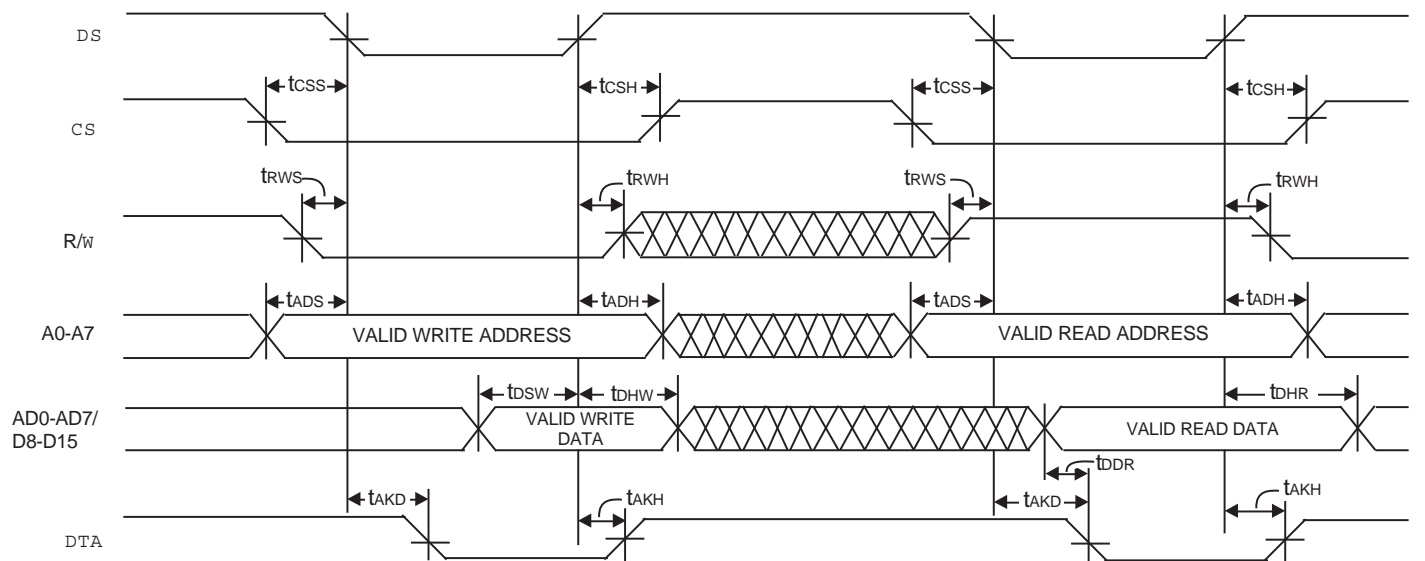 DS
tCSS tCSH tCSS tCSH
CS
tRWS tRWH tRWS tRWH
R/W
tADS tADH tADS tADH
A0-A7 VALID WRITE ADDRESS VALID READ ADDRESS
tDSW tDHW tDHR
AD0-AD7/
D8-D15
VALID WRITE
DATA
VALID READ DATA
tDDR
tAKD tAKH tAKD tAKH
DTA